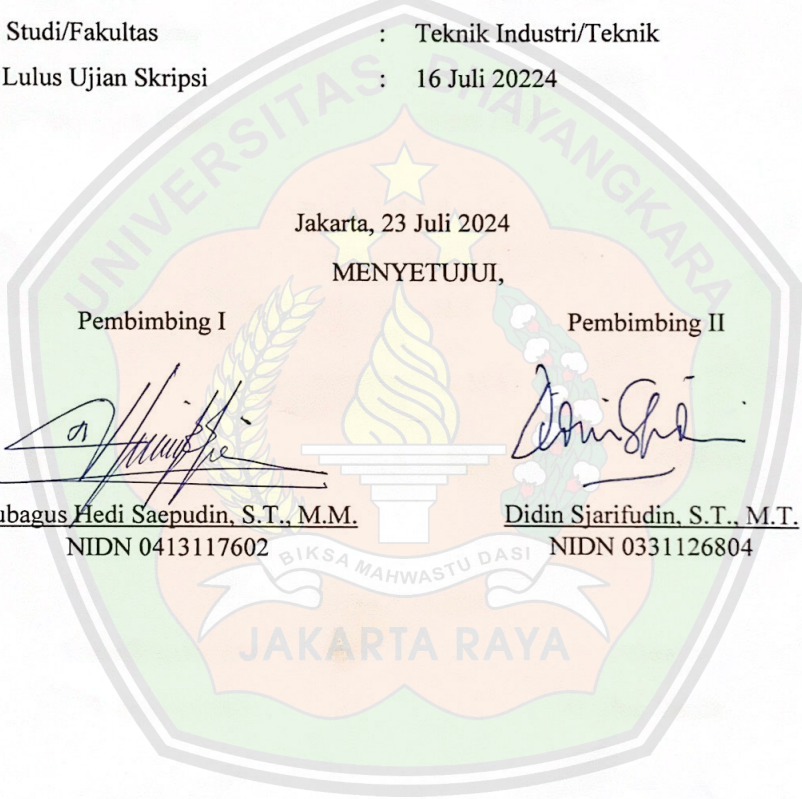 Studi/Fakultas : Teknik Industri/Teknik
Lulus Ujian Skripsi : 16 Juli 20224
UNIVERSITAS BHAYANGKARA
Jakarta, 23 Juli 2024
MENYETUJUI,
Pembimbing I Pembimbing II
ubagus Hedi Saepudin, S.T., M.M. Didin Sjarifudin, S.T., M.T.
NIDN 0413117602 NIDN 0331126804
BIKSA MAHWASTU DASI
JAKARTA RAYA